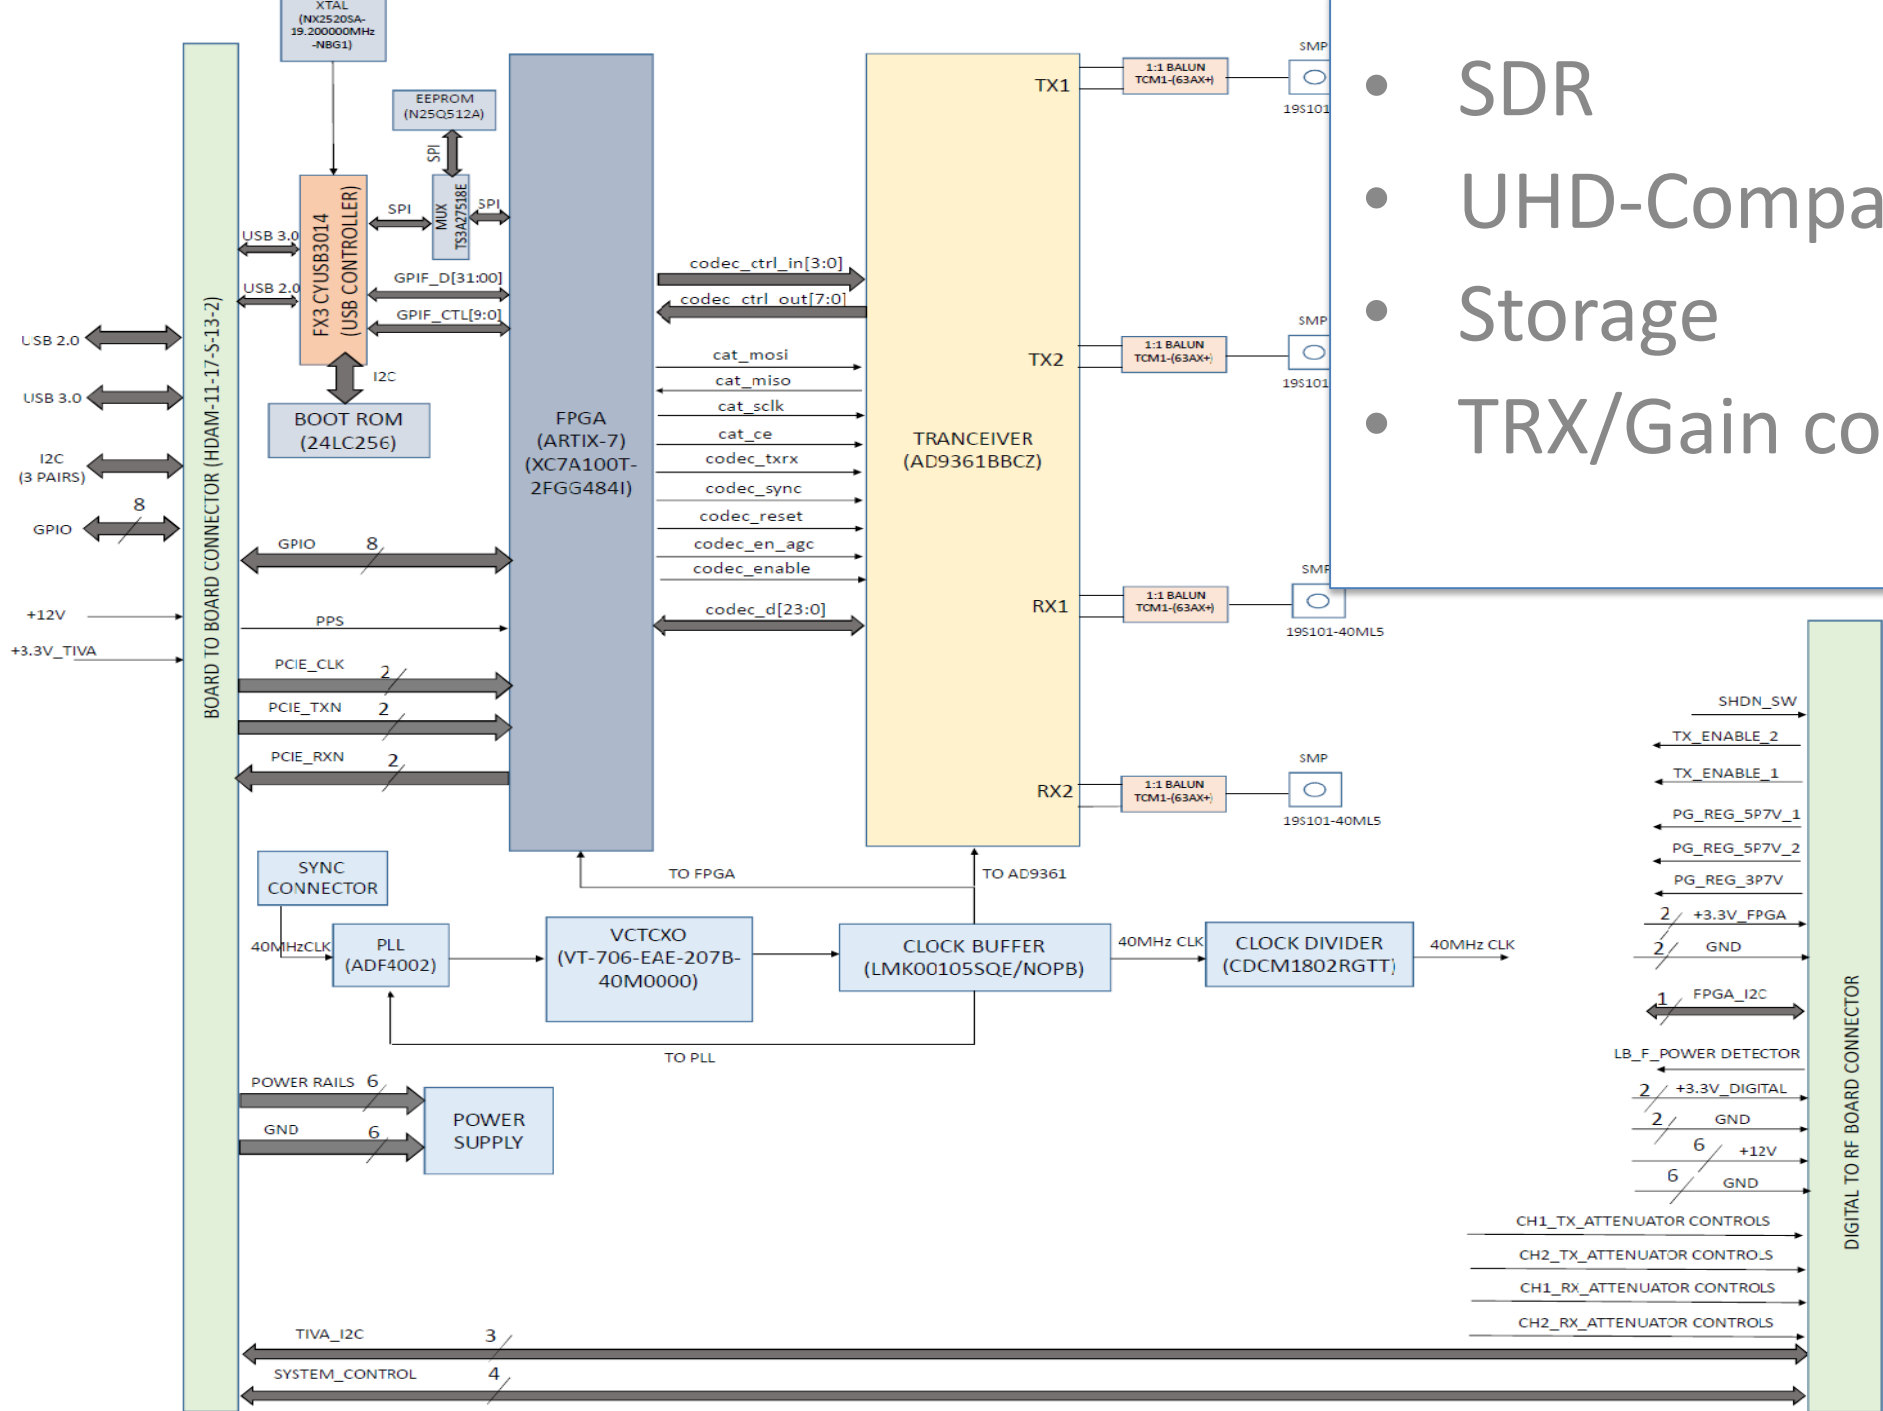 XTAL
(NX2520SA-
19.200000MHz
-NBG1)
EEPROM
(N25Q512A)
SPI
MUX
TS3A27518E
SPI
SPI
FX3 CYUSB3014
(USB CONTROLLER)
USB 3.0
USB 2.0
GPIF_D[31:00]
GPIF_CTL[9:0]
I2C
BOOT ROM
(24LC256)
BOARD TO BOARD CONNECTOR (HDAM-11-17-S-13-2)
USB 2.0
USB 3.0
I2C
(3 PAIRS)
8
GPIO
+12V
+3.3V_TIVA
GPIO 8
PPS
PCIE_CLK 2
PCIE_TXN 2
PCIE_RXN 2
FPGA
(ARTIX-7)
(XC7A100T-
2FGG484I)
codec_ctrl_in[3:0]
codec_ctrl_out[7:0]
cat_mosi
cat_miso
cat_sclk
cat_ce
codec_txrx
codec_sync
codec_reset
codec_en_agc
codec_enable
codec_d[23:0]
TRANCEIVER
(AD9361BBCZ)
TX1
1:1 BALUN
TCM1-(63AX+)
SMP
19S101
TX2
1:1 BALUN
TCM1-(63AX+)
SMP
19S101
RX1
1:1 BALUN
TCM1-(63AX+)
SMP
19S101-40ML5
RX2
1:1 BALUN
TCM1-(63AX+)
SMP
19S101-40ML5
• SDR
• UHD-Compa
• Storage
• TRX/Gain co
SYNC
CONNECTOR
40MHzCLK
PLL
(ADF4002)
VCTCXO
(VT-706-EAE-207B-
40M0000)
TO FPGA
TO AD9361
CLOCK BUFFER
(LMK00105SQE/NOPB)
40MHz CLK
CLOCK DIVIDER
(CDCM1802RGTT)
40MHz CLK
TO PLL
POWER RAILS 6
GND 6
POWER
SUPPLY
TIVA_I2C 3
SYSTEM_CONTROL 4
SHDN_SW
TX_ENABLE_2
TX_ENABLE_1
PG_REG_5P7V_1
PG_REG_5P7V_2
PG_REG_3P7V
2 +3.3V_FPGA
2 GND
1 FPGA_I2C
LB_F_POWER DETECTOR
2 +3.3V_DIGITAL
2 GND
6 +12V
6 GND
CH1_TX_ATTENUATOR CONTROLS
CH2_TX_ATTENUATOR CONTROLS
CH1_RX_ATTENUATOR CONTROLS
CH2_RX_ATTENUATOR CONTROLS
DIGITAL TO RF BOARD CONNECTOR